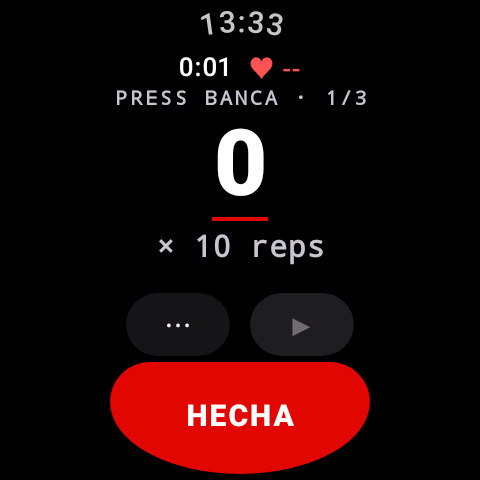 13:33
0:01 ♥ --
PRESS BANCA · 1/3
0
× 10 reps
...
HECHA